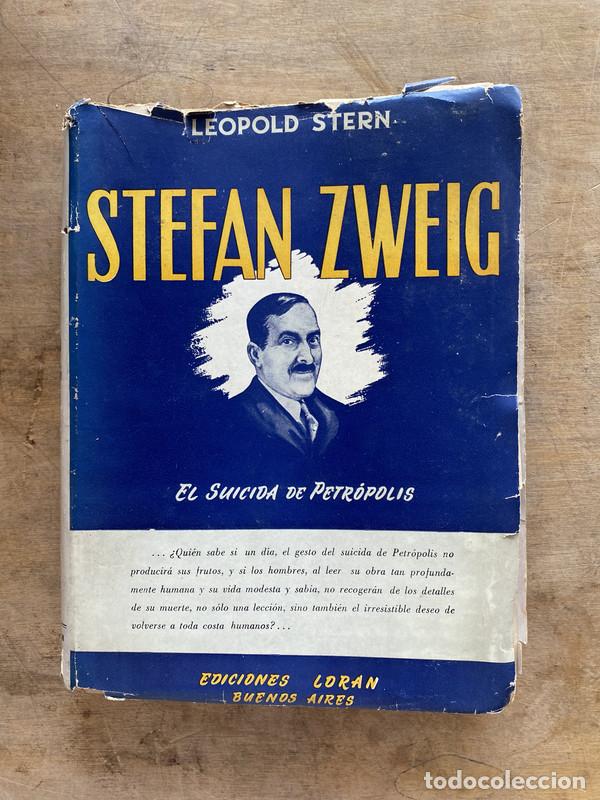 LEOPOLD STERN
STEFAN ZWEIG
EL SUICIDA DE PETRÓPOLIS
... ¿Quién sabe si un día, el gesto del suicida de Petrópolis no
producirá sus frutos, y si los hombres, al leer su obra tan profunda-
mente humana y su vida modesta y sabia, no recogerán de los detalles
de su muerte, no sólo una lección, sino también el irresistible deseo de
volverse a toda costa humanos?...
EDICIONES LORAN
BUENOS AIRES
todocoleccion